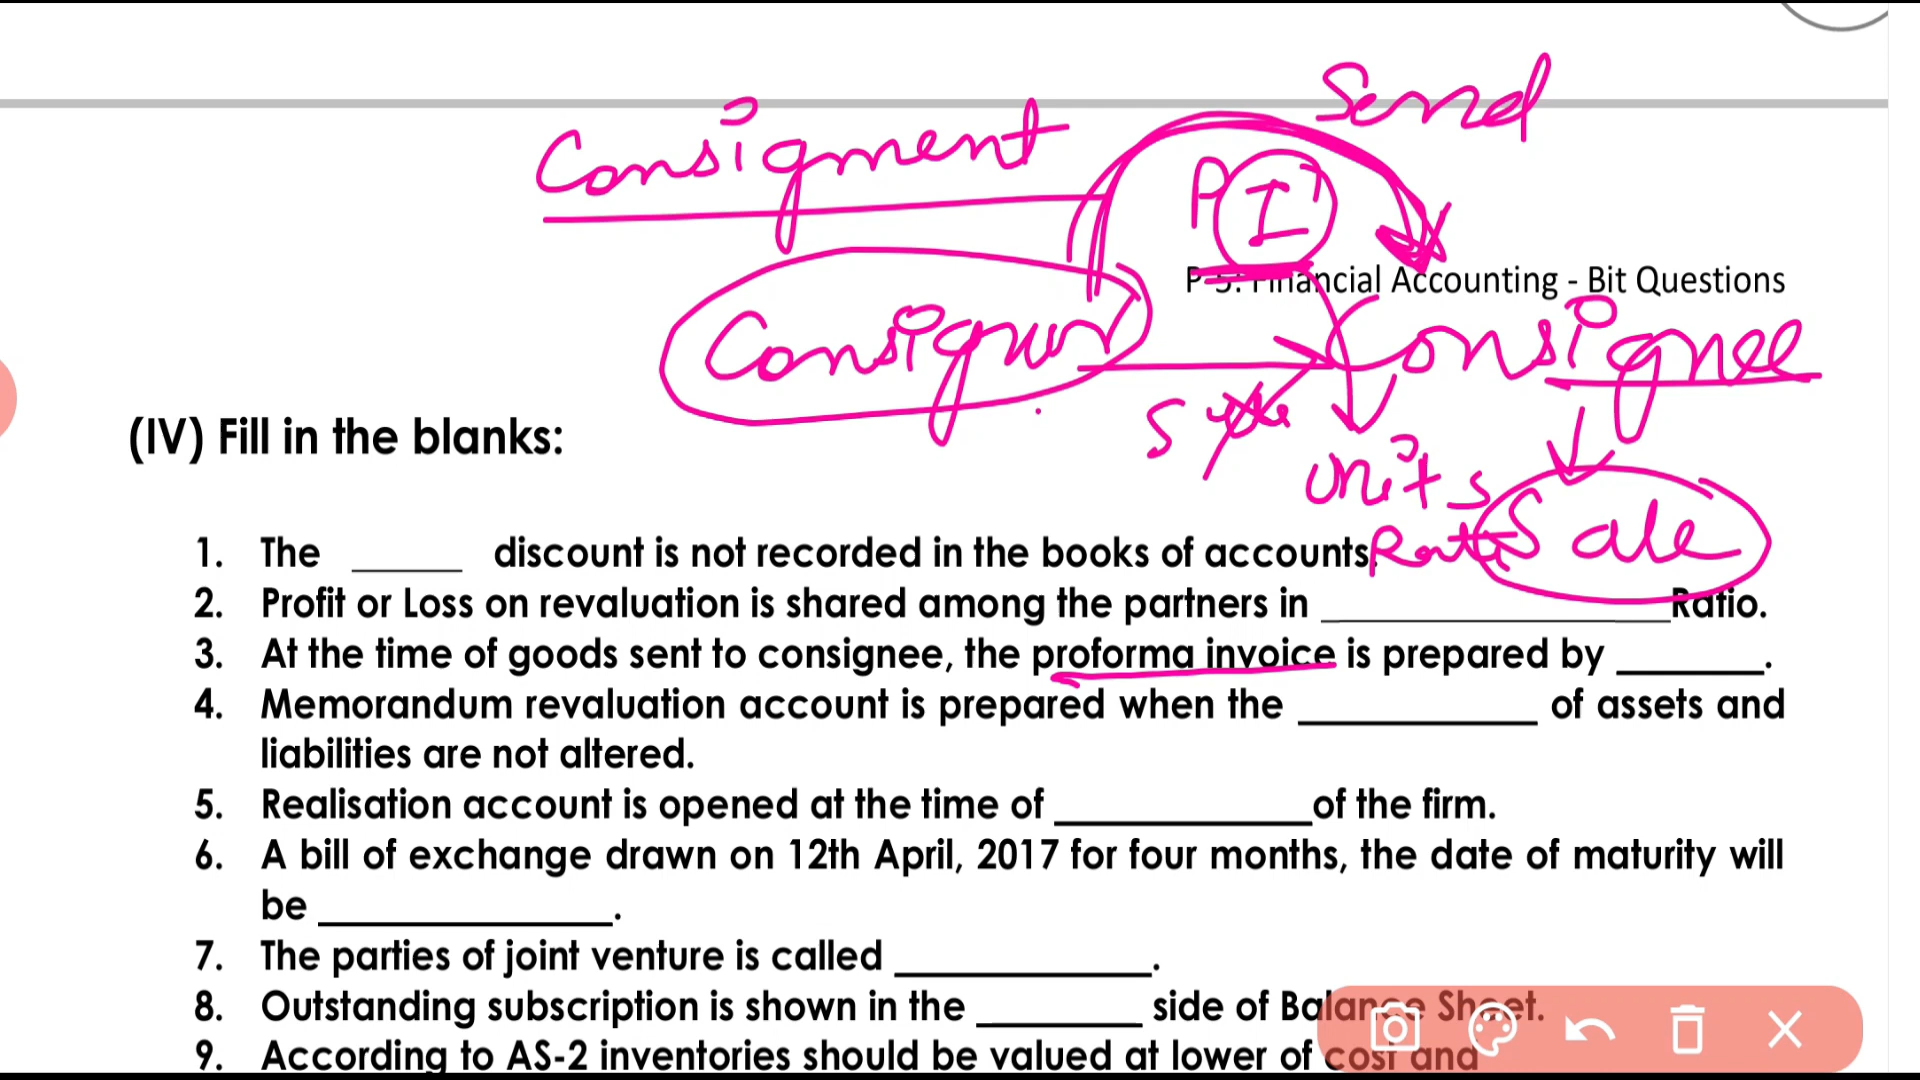 Send
Consignment
PI
P-5: Financial Accounting - Bit Questions
Consignor
Consignee
(IV) Fill in the blanks:
Units
Sale
1. The ______ discount is not recorded in the books of accounts.
2. Profit or Loss on revaluation is shared among the partners in ________________ Ratio.
3. At the time of goods sent to consignee, the proforma invoice is prepared by _______.
4. Memorandum revaluation account is prepared when the ___________ of assets and
liabilities are not altered.
5. Realisation account is opened at the time of ____________of the firm.
6. A bill of exchange drawn on 12th April, 2017 for four months, the date of maturity will
be ______________.
7. The parties of joint venture is called ____________.
8. Outstanding subscription is shown in the ________ side of Balance Sheet.
9. According to AS-2 inventories should be valued at lower of cost and